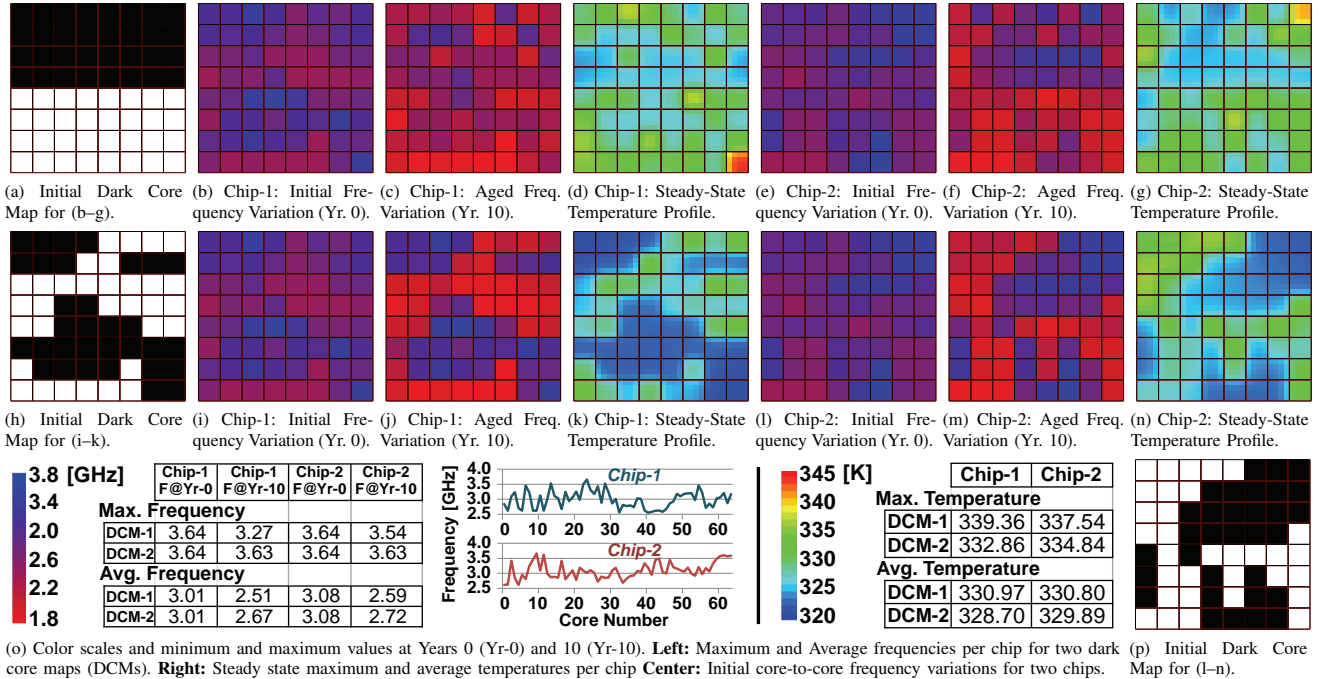 (a) Initial Dark Core Map for (b–g).
(b) Chip-1: Initial Frequency Variation (Yr. 0).
(c) Chip-1: Aged Freq. Variation (Yr. 10).
(d) Chip-1: Steady-State Temperature Profile.
(e) Chip-2: Initial Frequency Variation (Yr. 0).
(f) Chip-2: Aged Freq. Variation (Yr. 10).
(g) Chip-2: Steady-State Temperature Profile.
(h) Initial Dark Core Map for (i–k).
(i) Chip-1: Initial Frequency Variation (Yr. 0).
(j) Chip-1: Aged Freq. Variation (Yr. 10).
(k) Chip-1: Steady-State Temperature Profile.
(l) Chip-2: Initial Frequency Variation (Yr. 0).
(m) Chip-2: Aged Freq. Variation (Yr. 10).
(n) Chip-2: Steady-State Temperature Profile.
3.8 [GHz]
3.4
2.0
2.6
2.2
1.8
Chip-1 F@Yr-0 Chip-1 F@Yr-10 Chip-2 F@Yr-0 Chip-2 F@Yr-10
Max. Frequency
DCM-1 3.64 3.27 3.64 3.54
DCM-2 3.64 3.63 3.64 3.63
Avg. Frequency
DCM-1 3.01 2.51 3.08 2.59
DCM-2 3.01 2.67 3.08 2.72
Frequency [GHz]
Chip-1
4.0
3.5
3.0
2.5
0 10 20 30 40 50 60
Chip-2
4.0
3.5
3.0
2.5
0 10 20 30 40 50 60
Core Number
345 [K]
340
335
330
325
320
Chip-1 Chip-2
Max. Temperature
DCM-1 339.36 337.54
DCM-2 332.86 334.84
Avg. Temperature
DCM-1 330.97 330.80
DCM-2 328.70 329.89
(o) Color scales and minimum and maximum values at Years 0 (Yr-0) and 10 (Yr-10). Left: Maximum and Average frequencies per chip for two dark
core maps (DCMs). Right: Steady state maximum and average temperatures per chip Center: Initial core-to-core frequency variations for two chips.
(p) Initial Dark Core Map for (l–n).